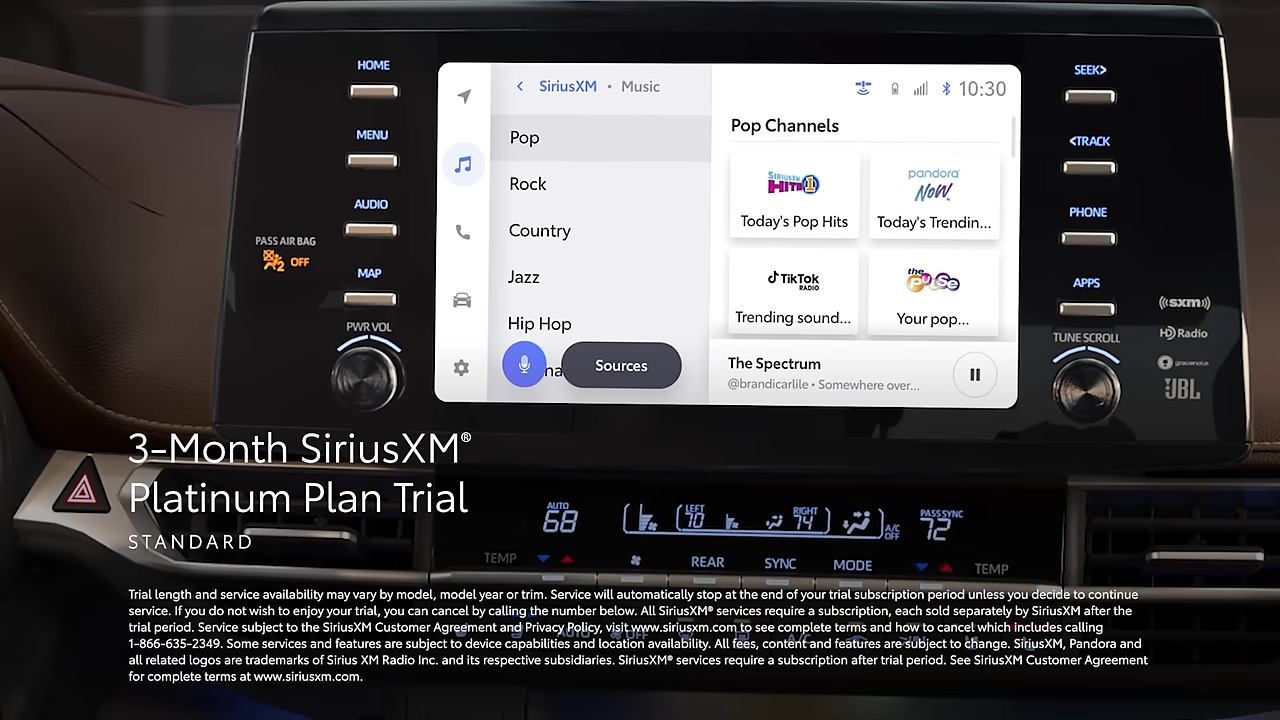 HOME
MENU
AUDIO
PASS AIR BAG
2 OFF
MAP
PWR VOL
SiriusXM • Music
Pop
Rock
Country
Jazz
Hip Hop
Sources
10:30
Pop Channels
SIRIUSXM HITS 1
Today's Pop Hits
pandora NOW
Today's Trendin...
TikTok RADIO
Trending sound...
the Pulse
Your pop...
The Spectrum
@brandicarlile • Somewhere over...
SEEK>
<TRACK
PHONE
APPS
TUNE SCROLL
((sxm))
HD Radio
gracenote
JBL
3-Month SiriusXM®
Platinum Plan Trial
STANDARD
AUTO
68
LEFT
70
RIGHT
74
A/C
OFF
PASS SYNC
72
TEMP
REAR
SYNC
MODE
TEMP
Trial length and service availability may vary by model, model year or trim. Service will automatically stop at the end of your trial subscription period unless you decide to continue
service. If you do not wish to enjoy your trial, you can cancel by calling the number below. All SiriusXM® services require a subscription, each sold separately by SiriusXM after the
trial period. Service subject to the SiriusXM Customer Agreement and Privacy Policy, visit www.siriusxm.com to see complete terms and how to cancel which includes calling
1-866-635-2349. Some services and features are subject to device capabilities and location availability. All fees, content and features are subject to change. SiriusXM, Pandora and
all related logos are trademarks of Sirius XM Radio Inc. and its respective subsidiaries. SiriusXM® services require a subscription after trial period. See SiriusXM Customer Agreement
for complete terms at www.siriusxm.com.